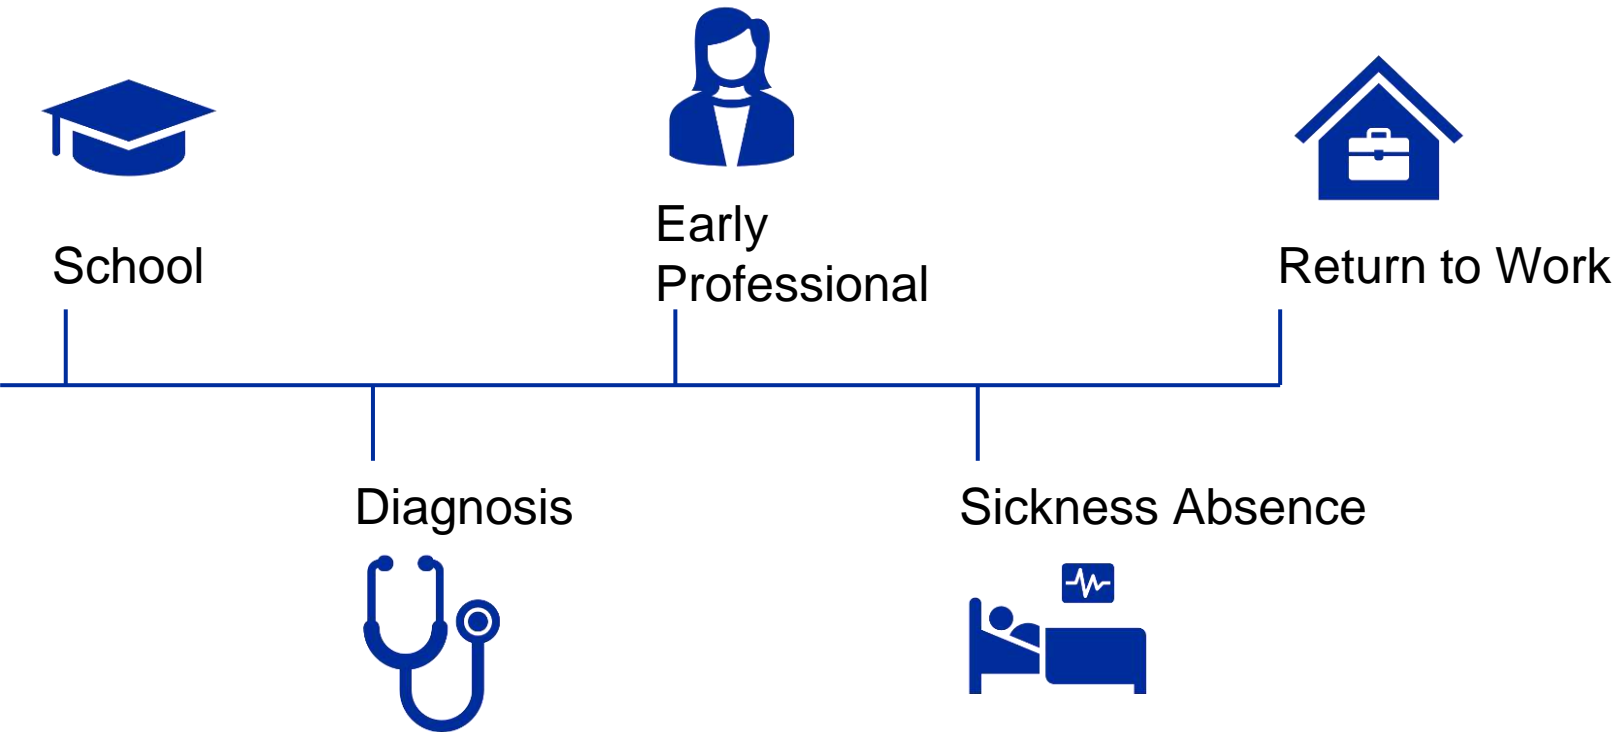 School
Diagnosis
Early
Professional
Sickness Absence
Return to Work